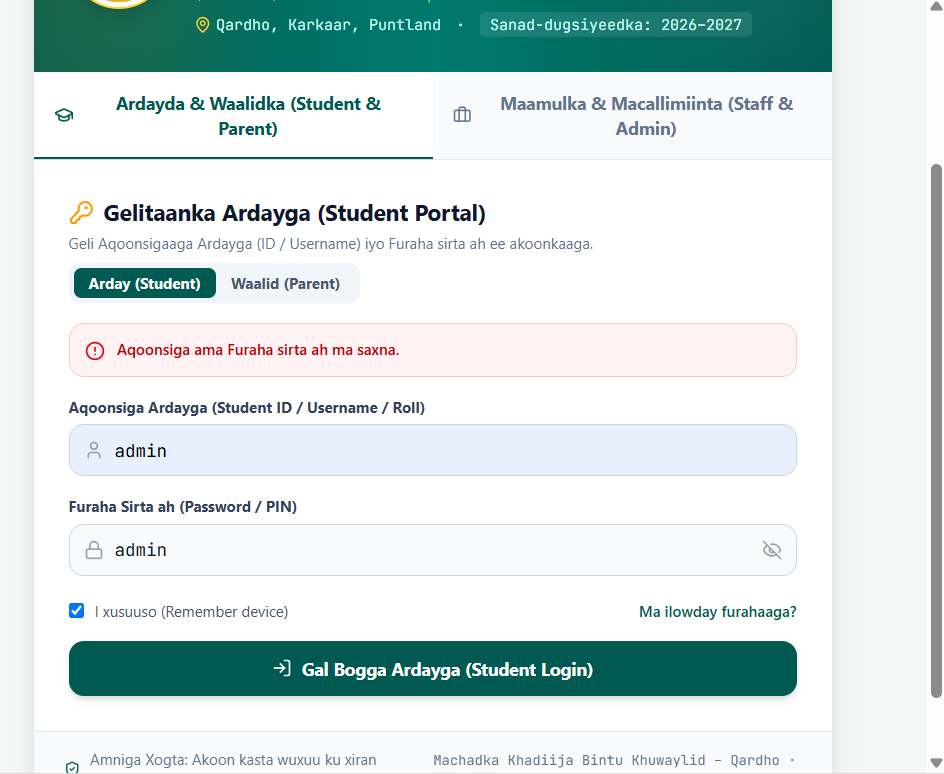 Qardho, Karkaar, Puntland · Sanad-dugsiyeedka: 2026-2027
Ardayda & Waalidka (Student &
Parent)
Maamulka & Macallimiinta (Staff &
Admin)
Gelitaanka Ardayga (Student Portal)
Geli Aqoonsigaaga Ardayga (ID / Username) iyo Furaha sirta ah ee akoonkaaga.
Arday (Student) Waalid (Parent)
Aqoonsiga ama Furaha sirta ah ma saxna.
Aqoonsiga Ardayga (Student ID / Username / Roll)
admin
Furaha Sirta ah (Password / PIN)
admin
I xusuuso (Remember device) Ma ilowday furahaaga?
Gal Bogga Ardayga (Student Login)
Amniga Xogta: Akoon kasta wuxuu ku xiran
Machadka Khadiija Bintu Khuwaylid – Qardho ·